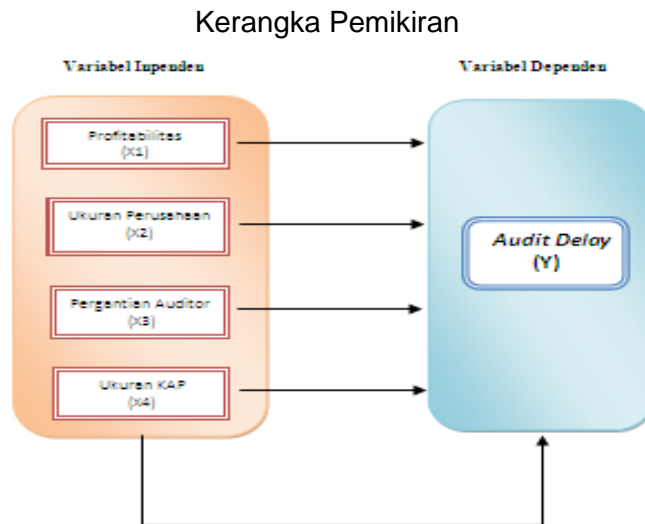 Kerangka Pemikiran
Variabel Inpenden
Variabel Dependen
Profitabilitas
(X1)
Ukuran Perusahaan
(X2)
Audit Delay
(Y)
Pergantian Auditor
(X3)
Ukuran KAP
(X4)